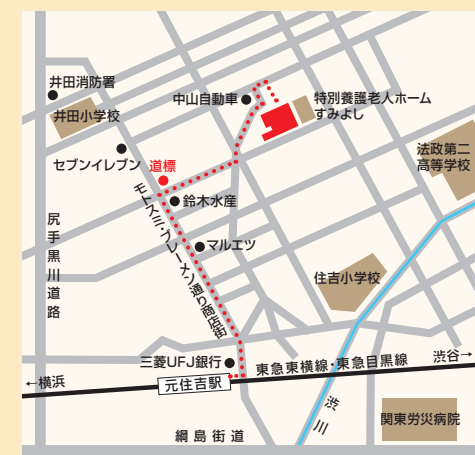 井田消防署
井田小学校
中山自動車
特別養護老人ホーム
すみよし
法政第二
高等学校
セブンイレブン
道標
鈴木水産
尻手黒川道路
モトスミ・ブレーメン通り商店街
マルエツ
住吉小学校
三菱UFJ銀行
東急東横線・東急目黒線
渋谷→
←横浜
元住吉駅
渋川
関東労災病院
綱島街道